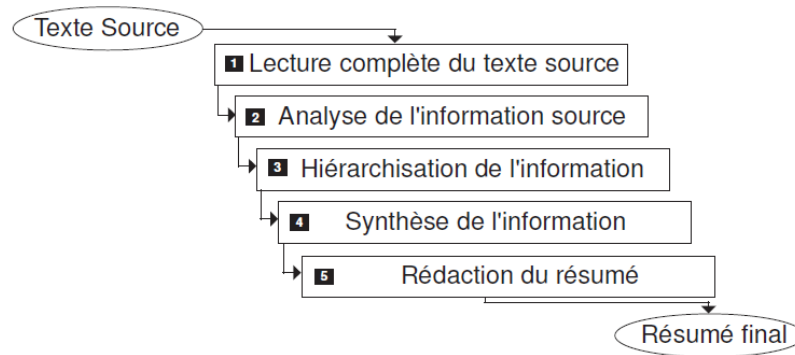 Texte Source
1 Lecture complète du texte source
2 Analyse de l'information source
3 Hiérarchisation de l'information
4 Synthèse de l'information
5 Rédaction du résumé
Résumé final